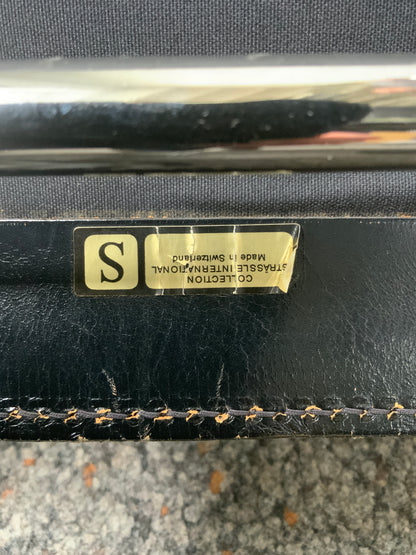 S
COLLECTION
STRÄSSLE INTERNATIONAL
Made in Switzerland